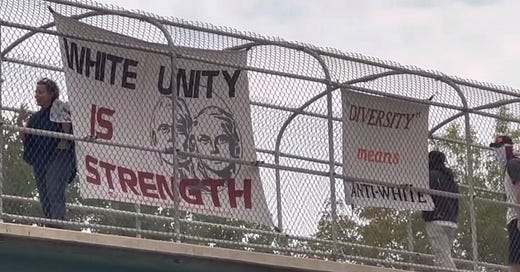 WHITE UNITY
IS
STRENGTH
DIVERSITY"
means
ANTI-WHITE